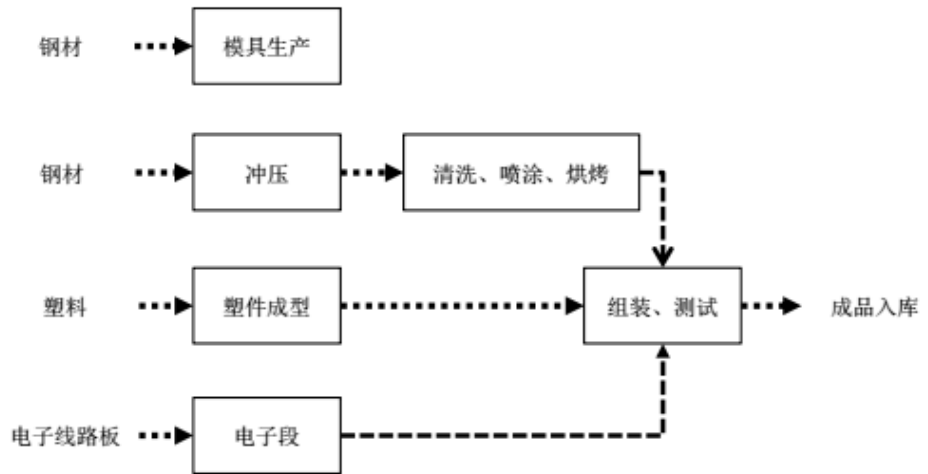 钢材 模具生产
钢材 冲压 清洗、喷涂、烘烤
塑料 塑件成型 组装、测试 成品入库
电子线路板 电子段